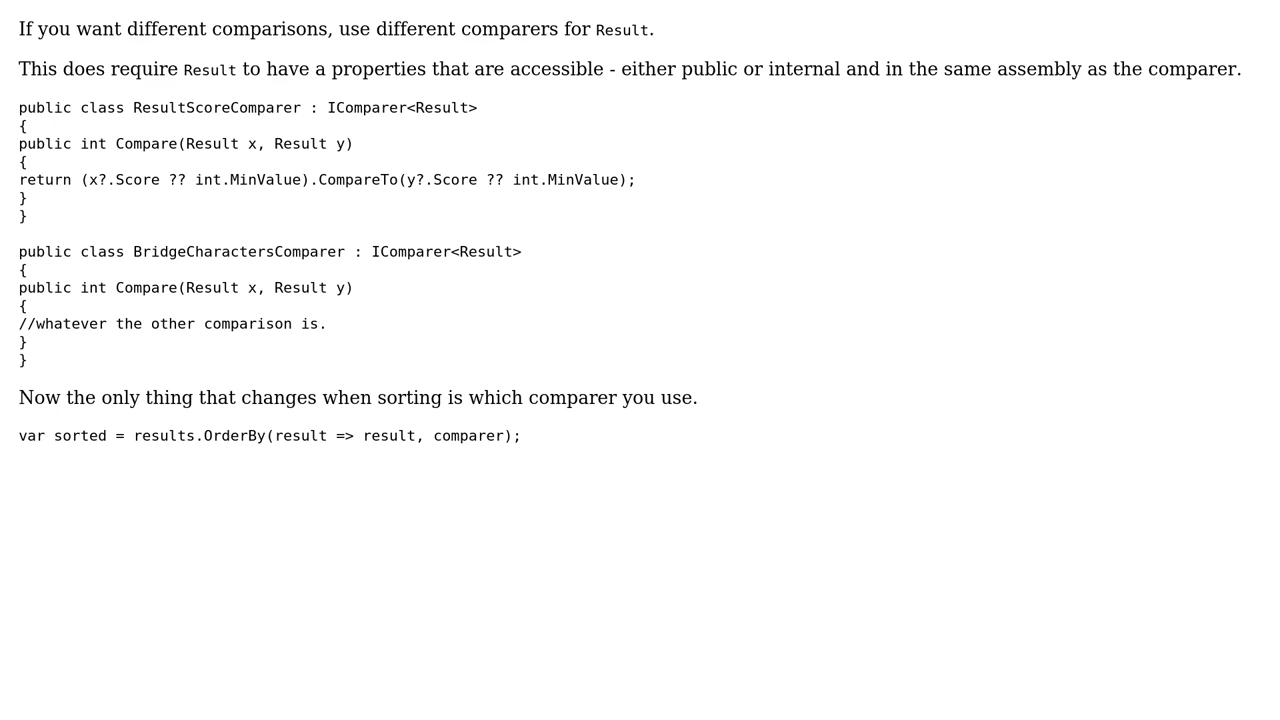 If you want different comparisons, use different comparers for Result.
This does require Result to have a properties that are accessible - either public or internal and in the same assembly as the comparer.
public class ResultScoreComparer : IComparer<Result>
{
public int Compare(Result x, Result y)
{
return (x?.Score ?? int.MinValue).CompareTo(y?.Score ?? int.MinValue);
}
}
public class BridgeCharactersComparer : IComparer<Result>
{
public int Compare(Result x, Result y)
{
//whatever the other comparison is.
}
}
Now the only thing that changes when sorting is which comparer you use.
var sorted = results.OrderBy(result => result, comparer);